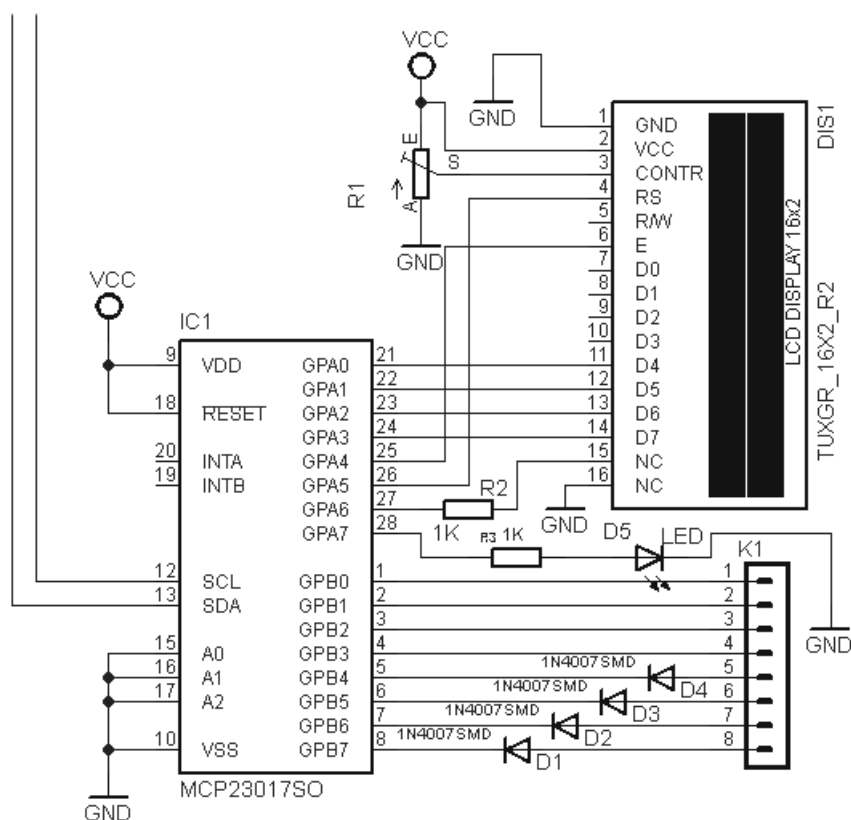 VCC
GND
R1
E
S
A
GND
1 GND
2 VCC
3 CONTR
4 RS
5 R/W
6 E
7 D0
8 D1
9 D2
10 D3
11 D4
12 D5
13 D6
14 D7
15 NC
16 NC
DIS1
LCD DISPLAY 16x2
TUXGR_16X2_R2
VCC
IC1
9 VDD GPA0 21
GPA1 22
18 RESET GPA2 23
GPA3 24
20 INTA GPA4 25
19 INTB GPA5 26
GPA6 27
GPA7 28
12 SCL GPB0 1
13 SDA GPB1 2
GPB2 3
15 A0 GPB3 4
16 A1 GPB4 5
17 A2 GPB5 6
GPB6 7
10 VSS GPB7 8
MCP23017SO
GND
R2
1K
GND
R3 1K
D5
LED
GND
K1
1
2
3
4
5
6
7
8
1N4007SMD
D4
1N4007SMD
D3
1N4007SMD
D2
1N4007SMD
D1